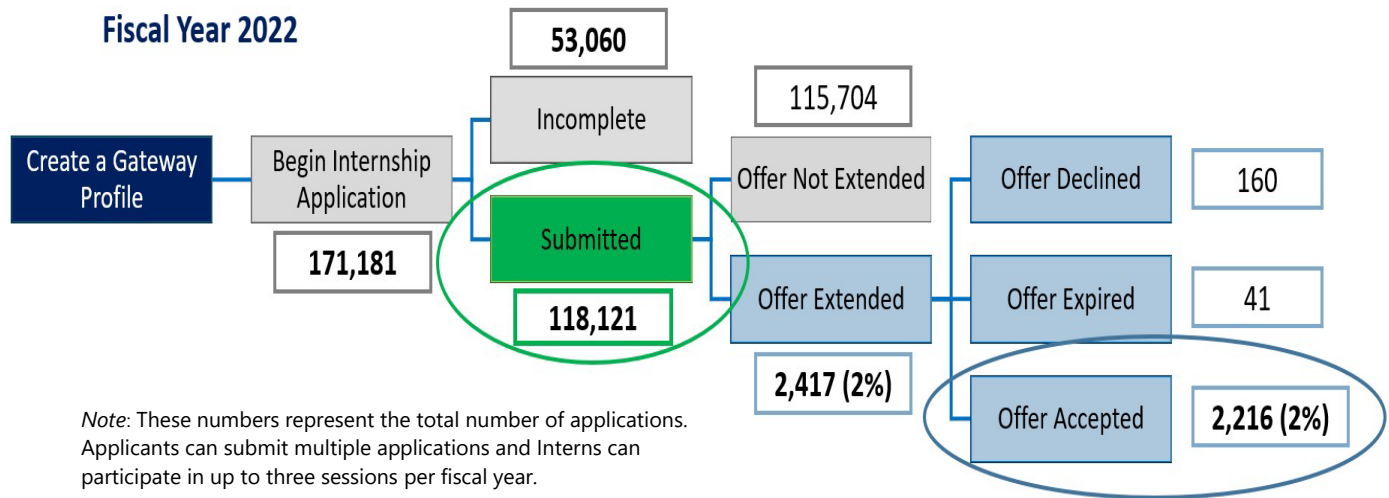 Fiscal Year 2022
Create a Gateway
Profile
Begin Internship
Application
171,181
53,060
Incomplete
Submitted
118,121
115,704
Offer Not Extended
Offer Extended
2,417 (2%)
Offer Declined
160
Offer Expired
41
Offer Accepted
2,216 (2%)
Note: These numbers represent the total number of applications.
Applicants can submit multiple applications and Interns can
participate in up to three sessions per fiscal year.